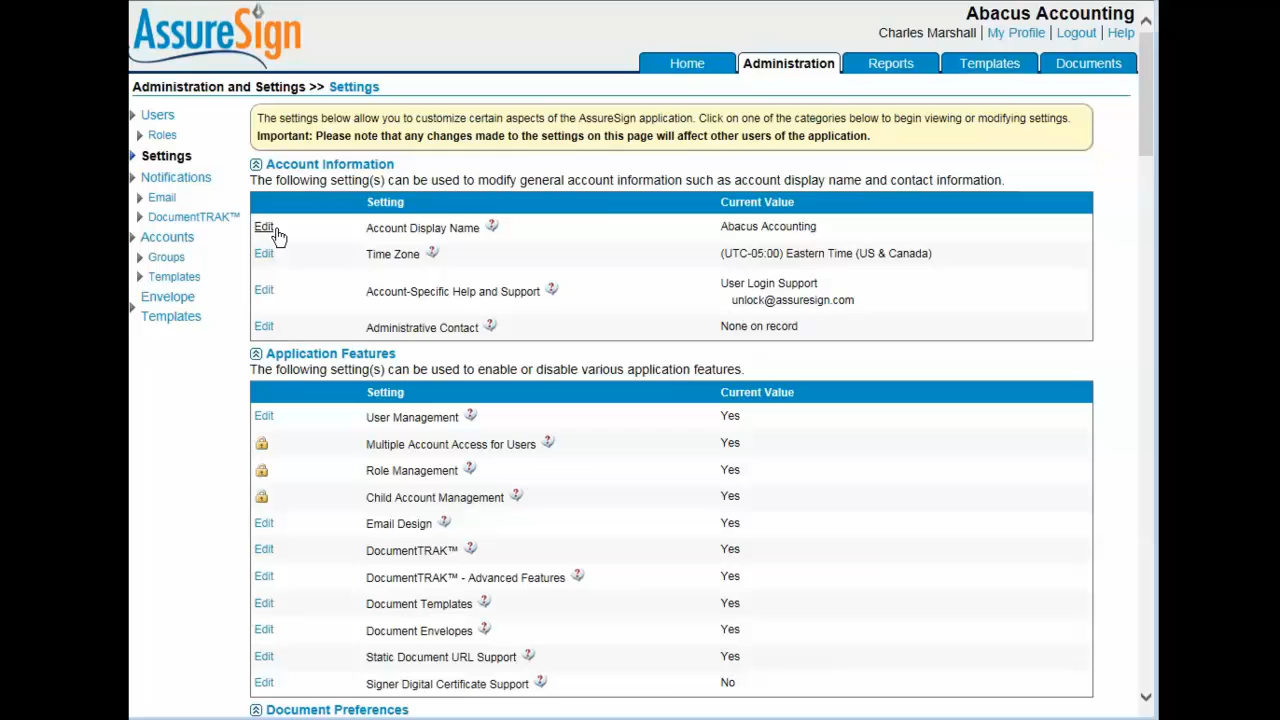 AssureSign
Abacus Accounting
Charles Marshall | My Profile | Logout | Help
Home
Administration
Reports
Templates
Documents
Administration and Settings >> Settings
Users
Roles
Settings
Notifications
Email
DocumentTRAK™
Accounts
Groups
Templates
Envelope
Templates
The settings below allow you to customize certain aspects of the AssureSign application. Click on one of the categories below to begin viewing or modifying settings.
Important: Please note that any changes made to the settings on this page will affect other users of the application.
Account Information
The following setting(s) can be used to modify general account information such as account display name and contact information.
Setting Current Value
Edit Account Display Name Abacus Accounting
Edit Time Zone (UTC-05:00) Eastern Time (US & Canada)
Edit Account-Specific Help and Support User Login Support
unlock@assuresign.com
Edit Administrative Contact None on record
Application Features
The following setting(s) can be used to enable or disable various application features.
Setting Current Value
Edit User Management Yes
Multiple Account Access for Users Yes
Role Management Yes
Child Account Management Yes
Edit Email Design Yes
Edit DocumentTRAK™ Yes
Edit DocumentTRAK™ - Advanced Features Yes
Edit Document Templates Yes
Edit Document Envelopes Yes
Edit Static Document URL Support Yes
Edit Signer Digital Certificate Support No
Document Preferences